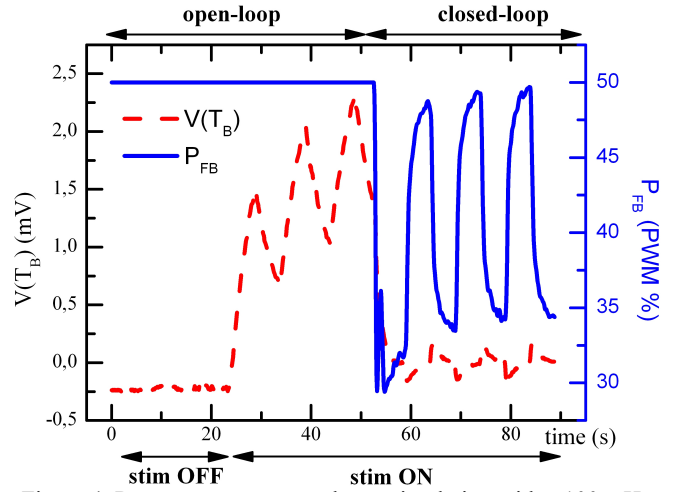 open-loop closed-loop
2,5
2,0
1,5
1,0
0,5
0,0
-0,5
V(T_B) (mV)
V(T_B)
P_FB
50
45
40
35
30
P_FB (PWM %)
0 20 40 60 80
time (s)
stim OFF stim ON